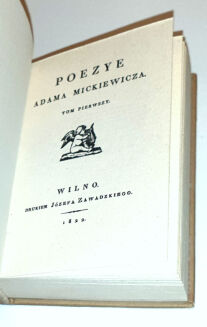 POEZYE
ADAMA MICKIEWICZA.
TOM PIERWSZY.
WILNO.
DRUKIEM JÓZEFA ZAWADZKIEGO.
1822.